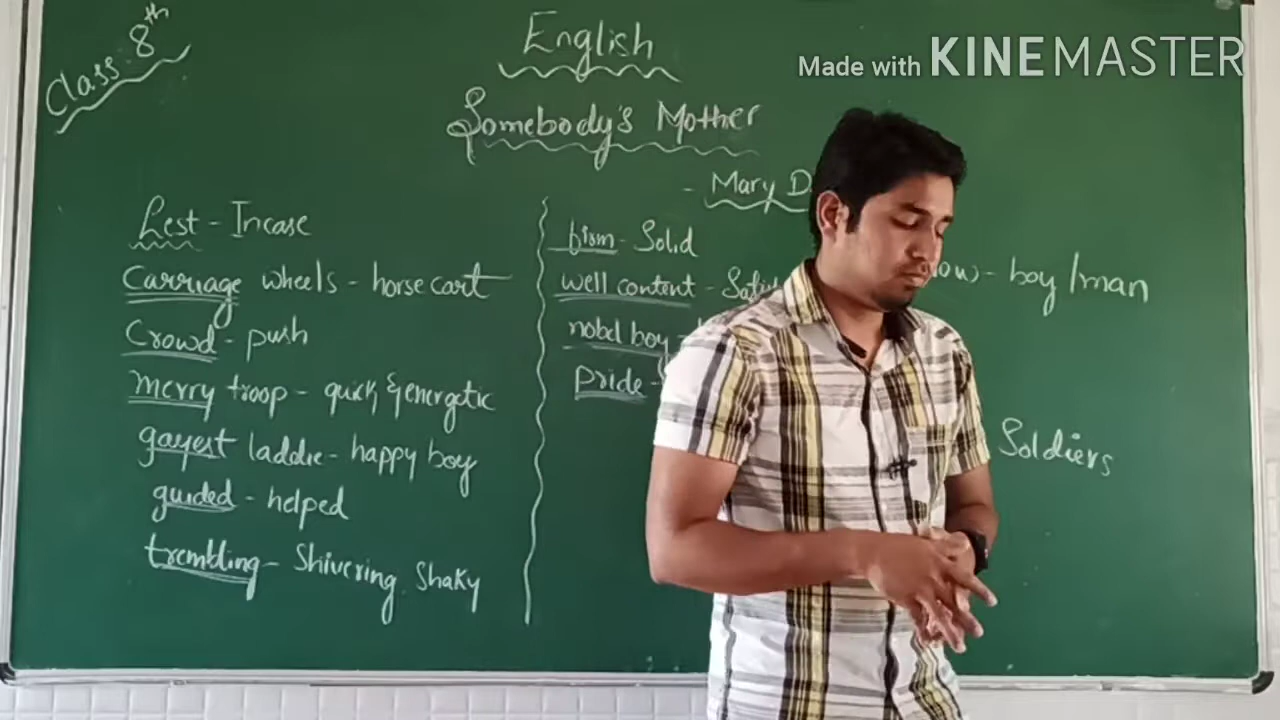 Class 8th
English
Made with KINEMASTER
Somebody's Mother
- Mary D.
Lest - Incase
Carriage wheels - horse cart
Crowd - push
merry troop - quick & energetic
gayest laddie - happy boy
guided - helped
trembling - Shivering Shaky
firm - Solid
well content -
nobel boy -
pride -
- boy /man
Soldiers